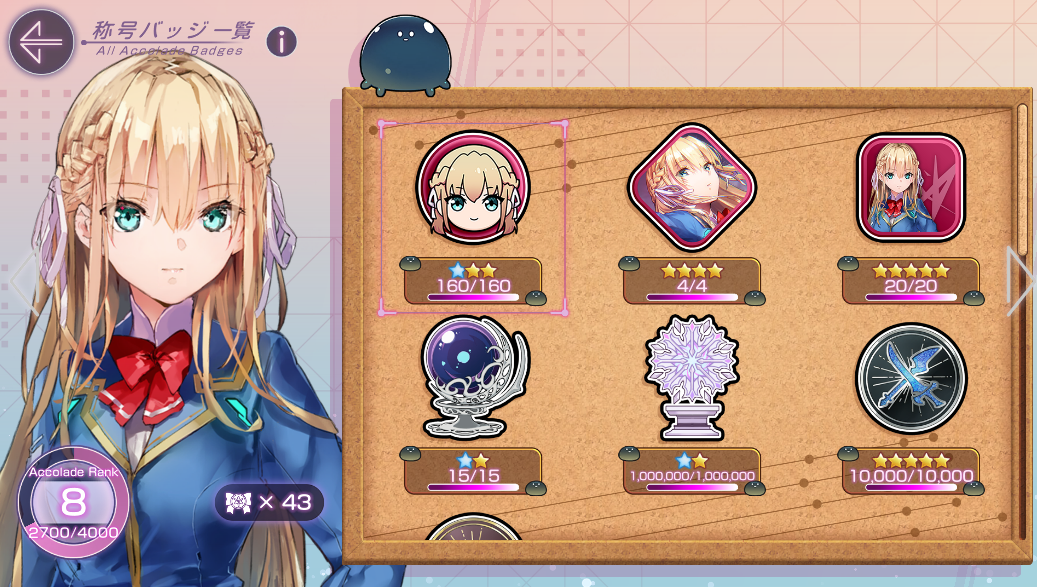 称号バッジ一覧
All Accolade Badges
i
160/160
4/4
20/20
15/15
1,000,000/1,000,000
10,000/10,000
Accolade Rank
8
2700/4000
× 43